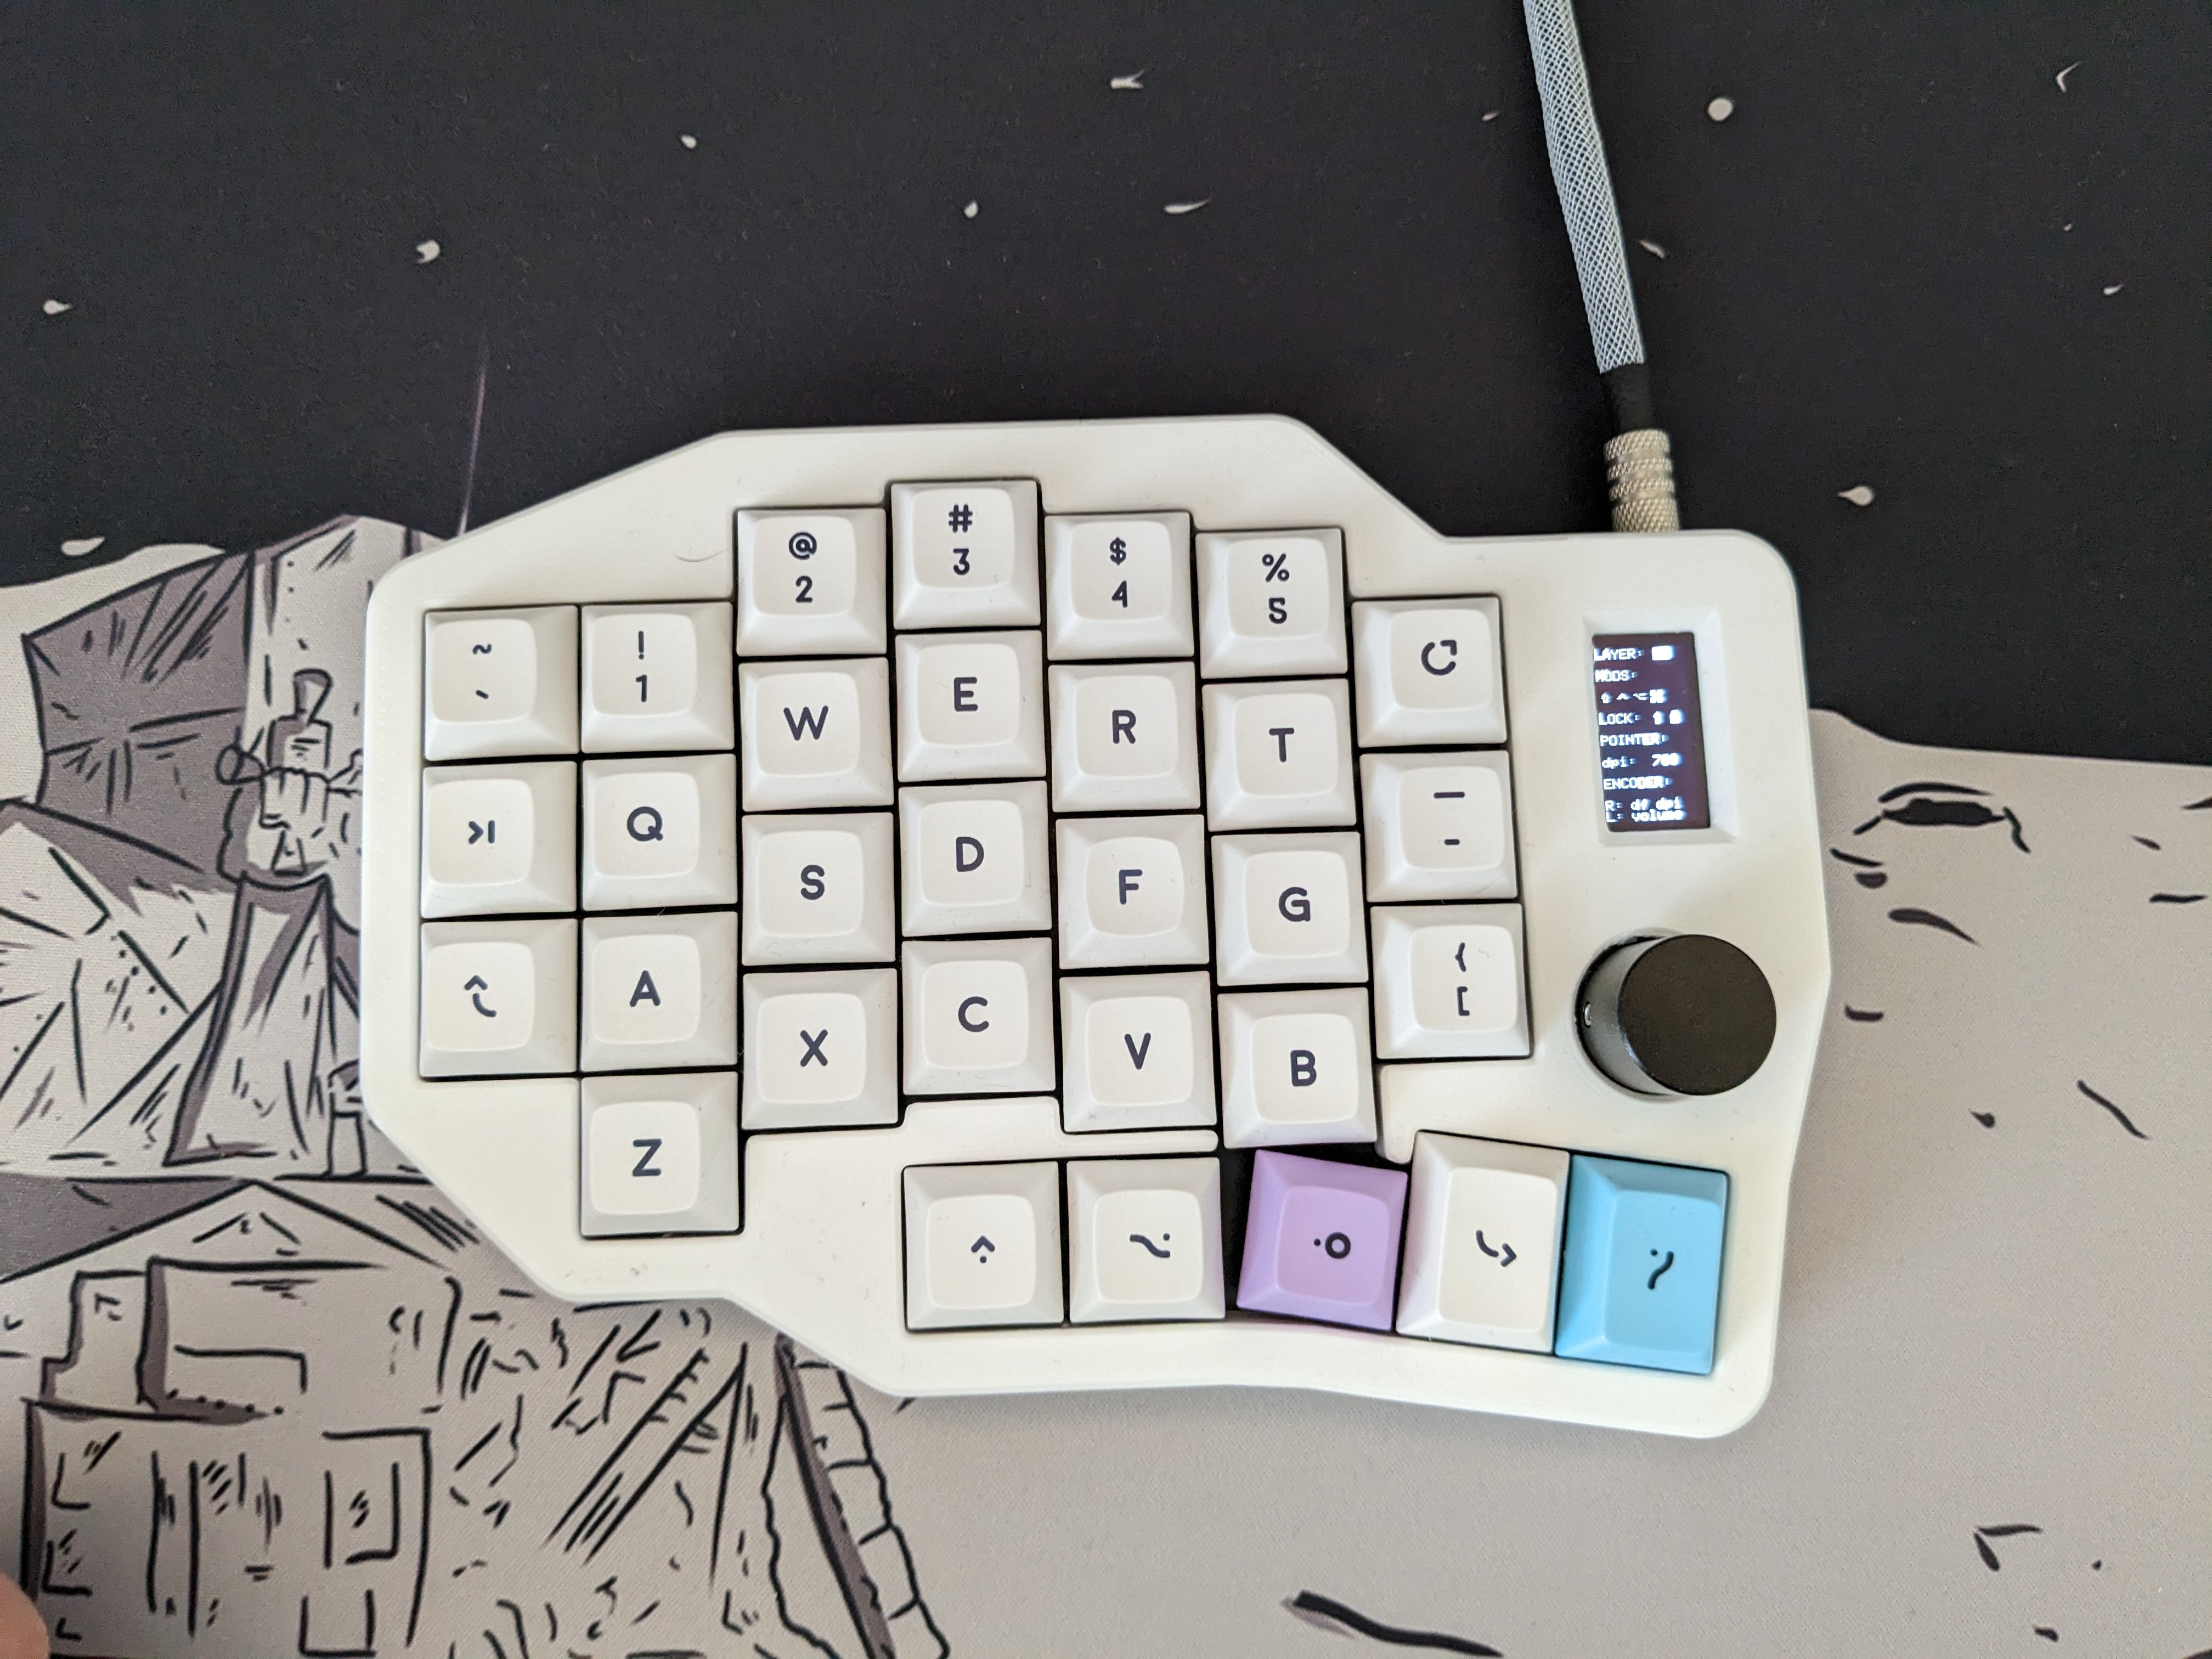 ~ `
! 1
@ 2
# 3
$ 4
% 5
Q
W
E
R
T
_ -
A
S
D
F
G
{ [
Z
X
C
V
B
LAYER:
MODS:
LOCK:
POINTER:
dpi: 700
ENCODER:
R: df dpi
L: volume